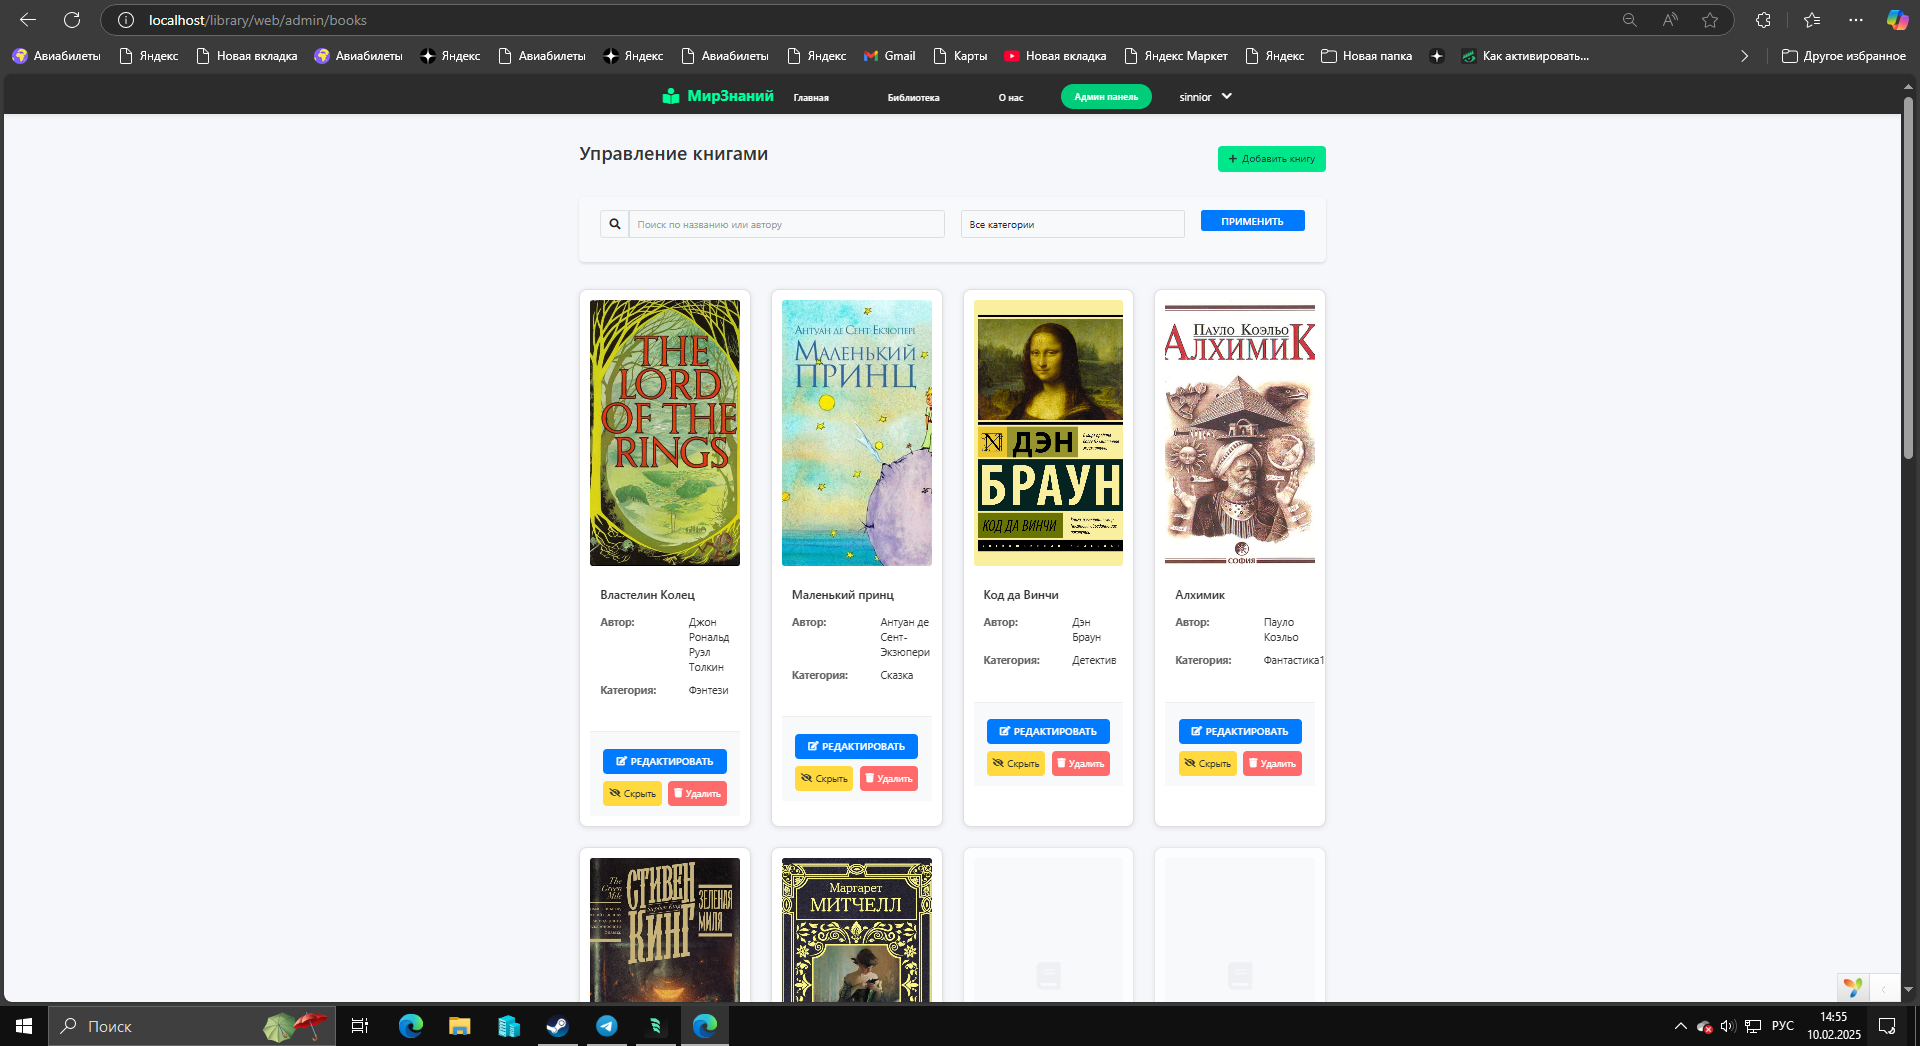 localhost/library/web/admin/books
Авиабилеты
Яндекс
Новая вкладка
Авиабилеты
Яндекс
Авиабилеты
Яндекс
Авиабилеты
Яндекс
Gmail
Карты
Новая вкладка
Яндекс Маркет
Яндекс
Новая папка
Как активировать...
Другое избранное
МирЗнаний
Главная
Библиотека
О нас
Админ панель
sinnior
Управление книгами
+ Добавить книгу
Поиск по названию или автору
Все категории
ПРИМЕНИТЬ
THE
LORD
OF THE
RINGS
Властелин Колец
Автор:
Джон
Рональд
Руэл
Толкин
Категория:
Фэнтези
РЕДАКТИРОВАТЬ
Скрыть
Удалить
АНТУАН ДЕ СЕНТ-ЕКЗЮПЕРІ
МАЛЕНЬКИЙ
ПРИНЦ
Маленький принц
Автор:
Антуан де
Сент-
Экзюпери
Категория:
Сказка
РЕДАКТИРОВАТЬ
Скрыть
Удалить
ДЭН
БРАУН
КОД ДА ВИНЧИ
Код да Винчи
Автор:
Дэн
Браун
Категория:
Детектив
РЕДАКТИРОВАТЬ
Скрыть
Удалить
ПАУЛО КОЭЛЬО
АЛХИМИК
СОФИЯ
Алхимик
Автор:
Пауло
Коэльо
Категория:
Фантастика1
РЕДАКТИРОВАТЬ
Скрыть
Удалить
The
Green
Mile
СТИВЕН
КИНГ
ЗЕЛЕНАЯ
МИЛЯ
Маргарет
МИТЧЕЛЛ
Поиск
РУС
14:55
10.02.2025